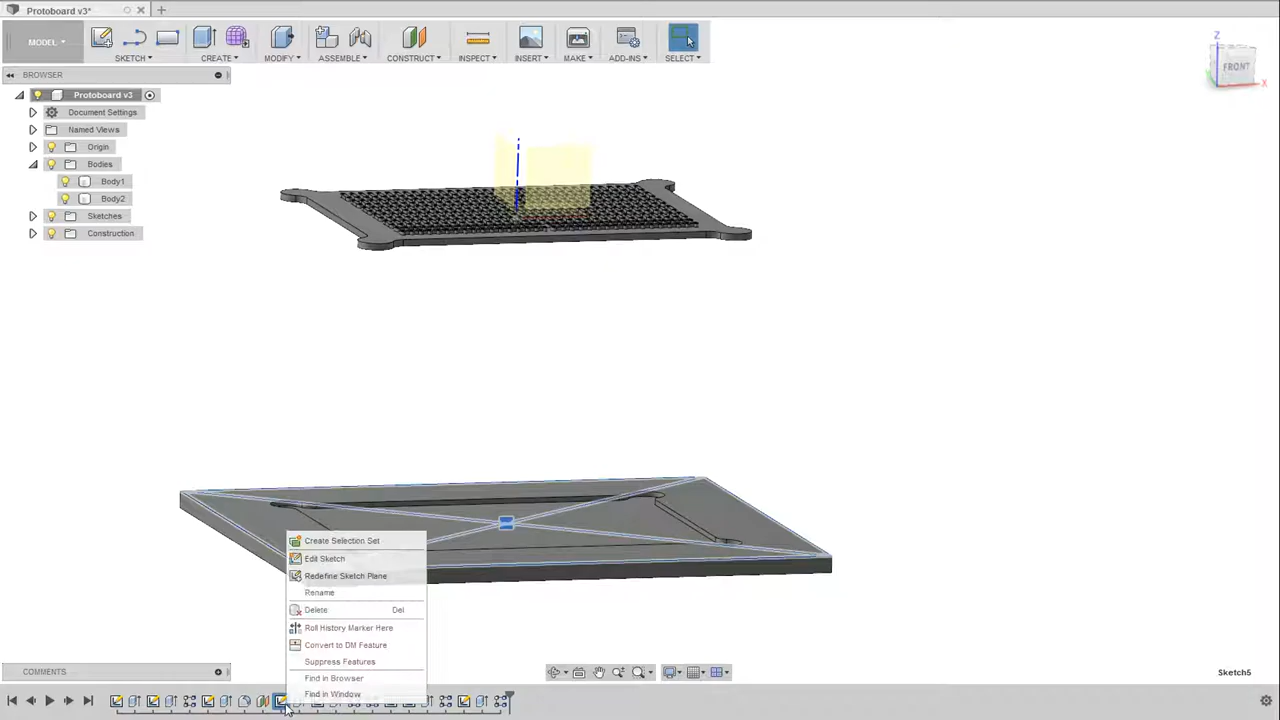 Protoboard v3*
MODEL
SKETCH
CREATE
MODIFY
ASSEMBLE
CONSTRUCT
INSPECT
INSERT
MAKE
ADD-INS
SELECT
Z
FRONT
X
BROWSER
Protoboard v3
Document Settings
Named Views
Origin
Bodies
Body1
Body2
Sketches
Construction
Create Selection Set
Edit Sketch
Redefine Sketch Plane
Rename
Delete Del
Roll History Marker Here
Convert to DM Feature
Suppress Features
Find in Browser
Find in Window
COMMENTS
Sketch5